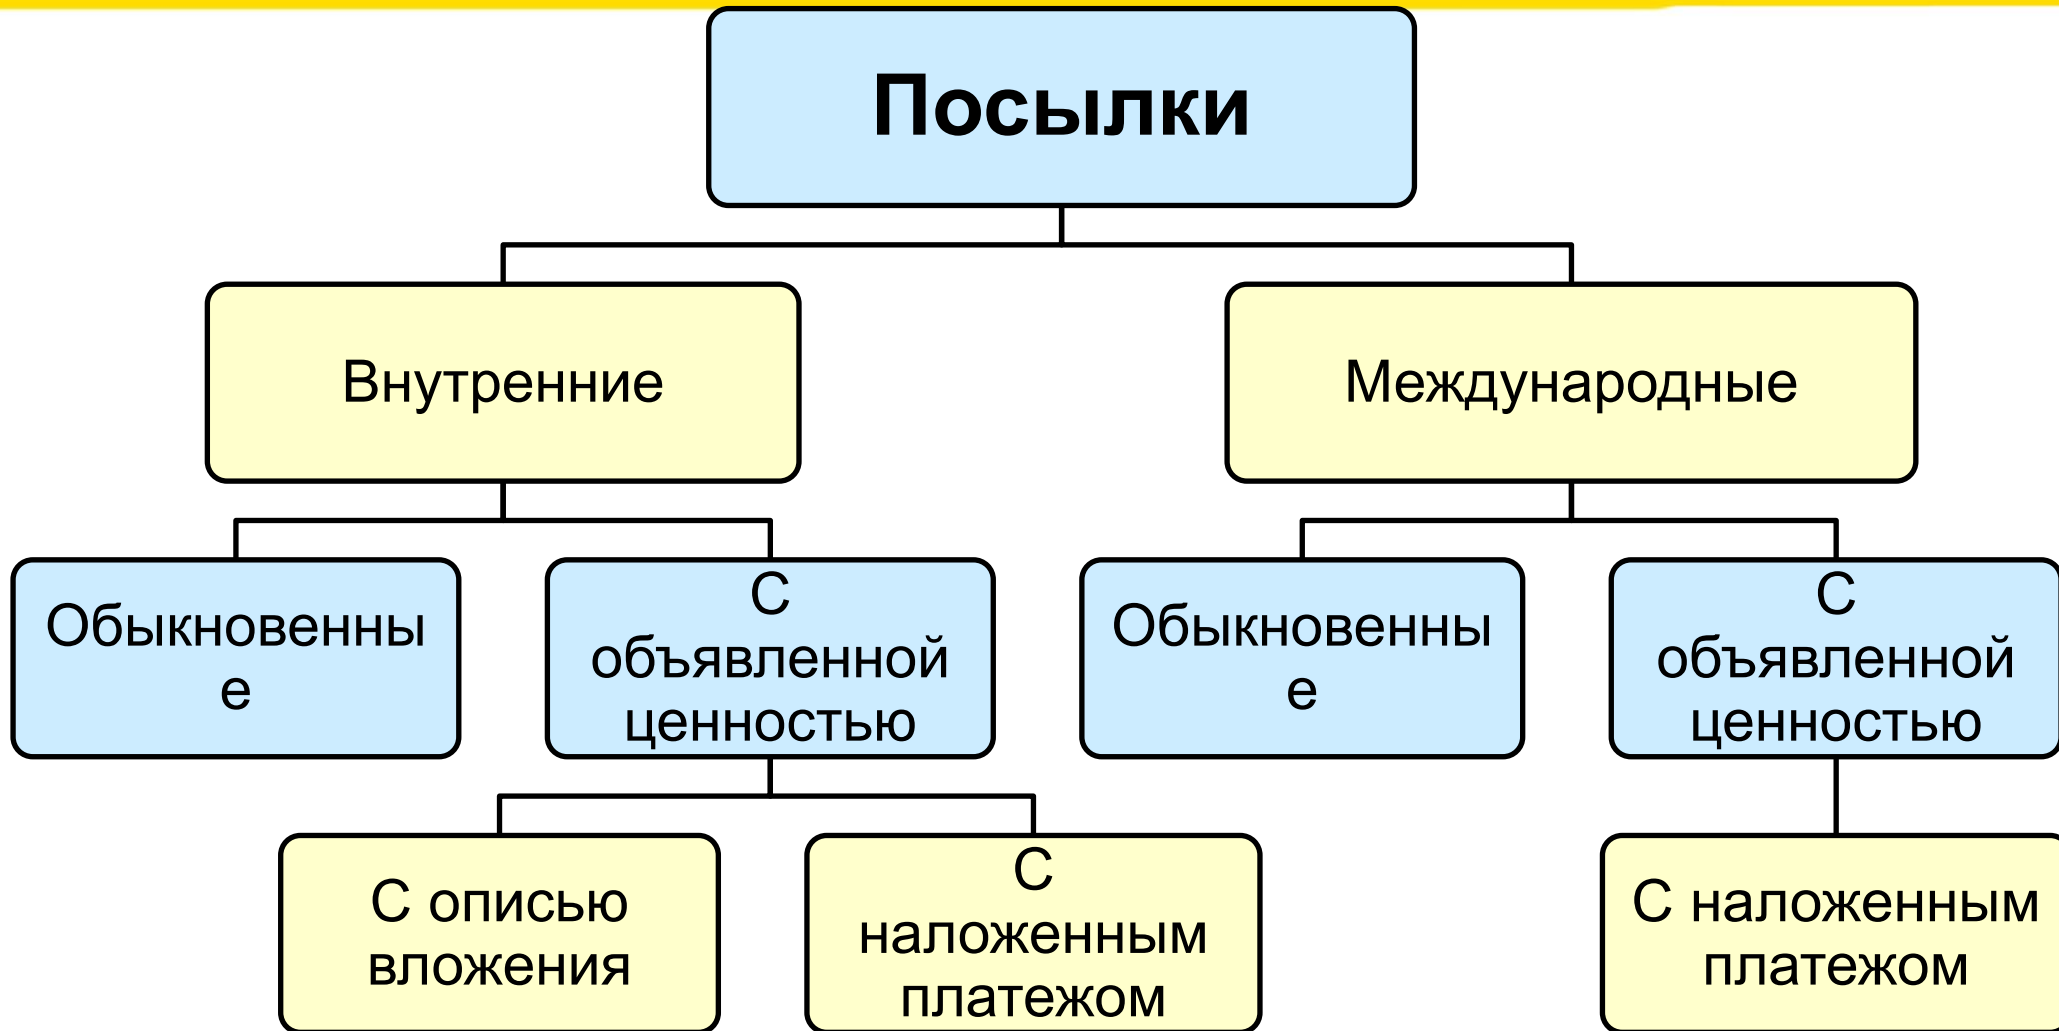 Посылки
Внутренние
Международные
Обыкновенны
е
С
объявленной
ценностью
Обыкновенны
е
С
объявленной
ценностью
С описью
вложения
С
наложенным
платежом
С наложенным
платежом